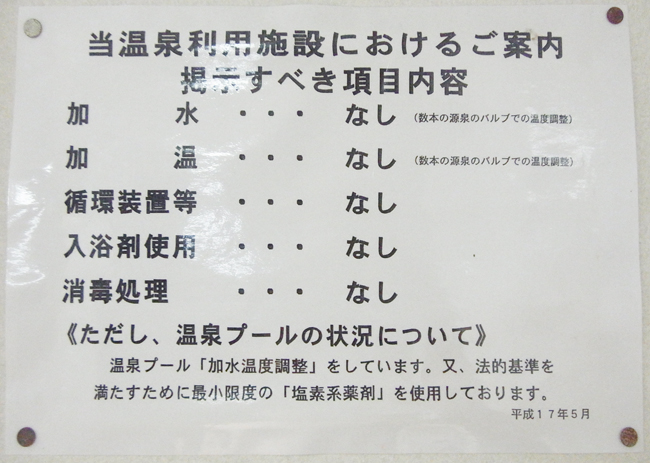 当温泉利用施設におけるご案内
掲示すべき項目内容
加水・・・なし(数本の源泉のバルブでの温度調整)
加温・・・なし(数本の源泉のバルブでの温度調整)
循環装置等・・・なし
入浴剤使用・・・なし
消毒処理・・・なし
《ただし、温泉プールの状況について》
温泉プール「加水温度調整」をしています。又、法的基準を
満たすために最小限度の「塩素系薬剤」を使用しております。
平成17年5月